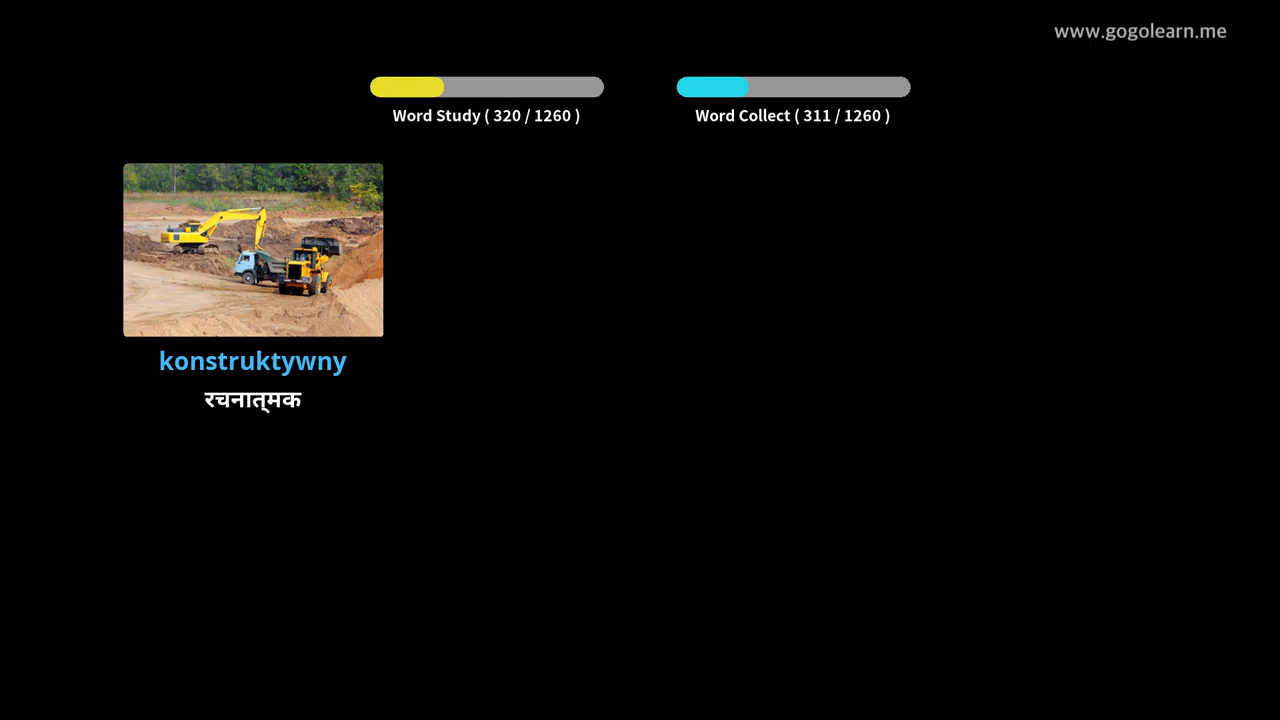 www.gogolearn.me
Word Study ( 320 / 1260 )
Word Collect ( 311 / 1260 )
konstruktywny
रचनात्मक